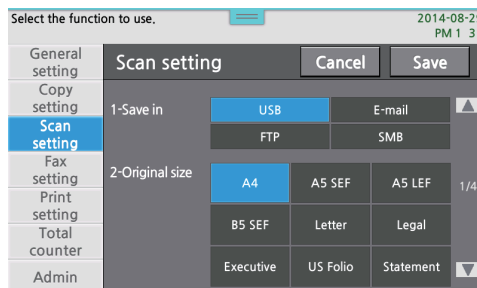 Select the function to use.
2014-08-2
PM 1 3
General
setting
Copy
setting
Scan
setting
Fax
setting
Print
setting
Total
counter
Admin
Scan setting
Cancel
Save
1-Save in
USB
E-mail
FTP
SMB
2-Original size
A4
A5 SEF
A5 LEF
1/4
B5 SEF
Letter
Legal
Executive
US Folio
Statement